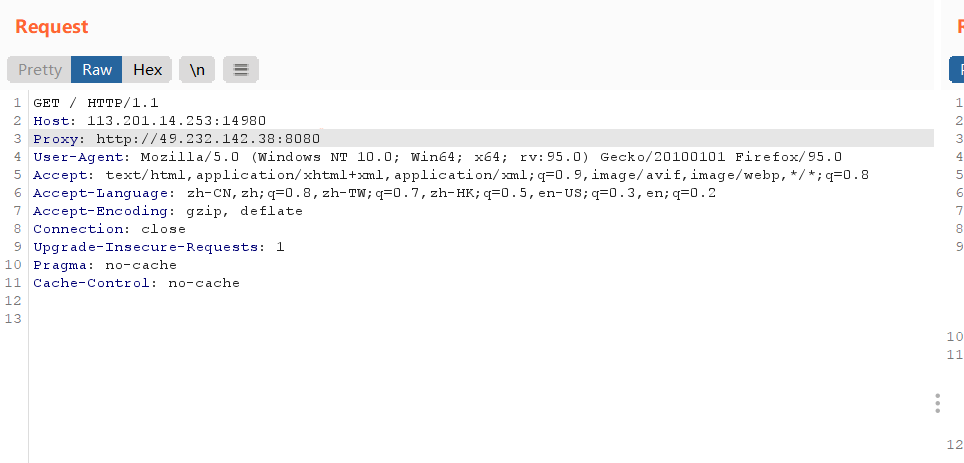 Request
Pretty Raw Hex \n
1 GET / HTTP/1.1
2 Host: 113.201.14.253:14980
3 Proxy: http://49.232.142.38:8080
4 User-Agent: Mozilla/5.0 (Windows NT 10.0; Win64; x64; rv:95.0) Gecko/20100101 Firefox/95.0
5 Accept: text/html,application/xhtml+xml,application/xml;q=0.9,image/avif,image/webp,*/*;q=0.8
6 Accept-Language: zh-CN,zh;q=0.8,zh-TW;q=0.7,zh-HK;q=0.5,en-US;q=0.3,en;q=0.2
7 Accept-Encoding: gzip, deflate
8 Connection: close
9 Upgrade-Insecure-Requests: 1
10 Pragma: no-cache
11 Cache-Control: no-cache
12
13
1
2
3
4
5
6
7
8
9
10
11
12